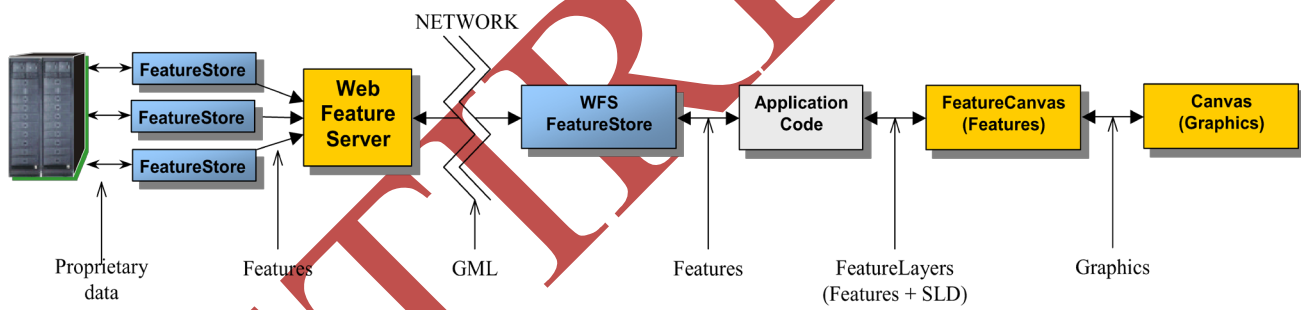 NETWORK
FeatureStore
FeatureStore
FeatureStore
Web
Feature
Server
WFS
FeatureStore
Application
Code
FeatureCanvas
(Features)
Canvas
(Graphics)
Proprietary
data
Features
GML
Features
FeatureLayers
(Features + SLD)
Graphics